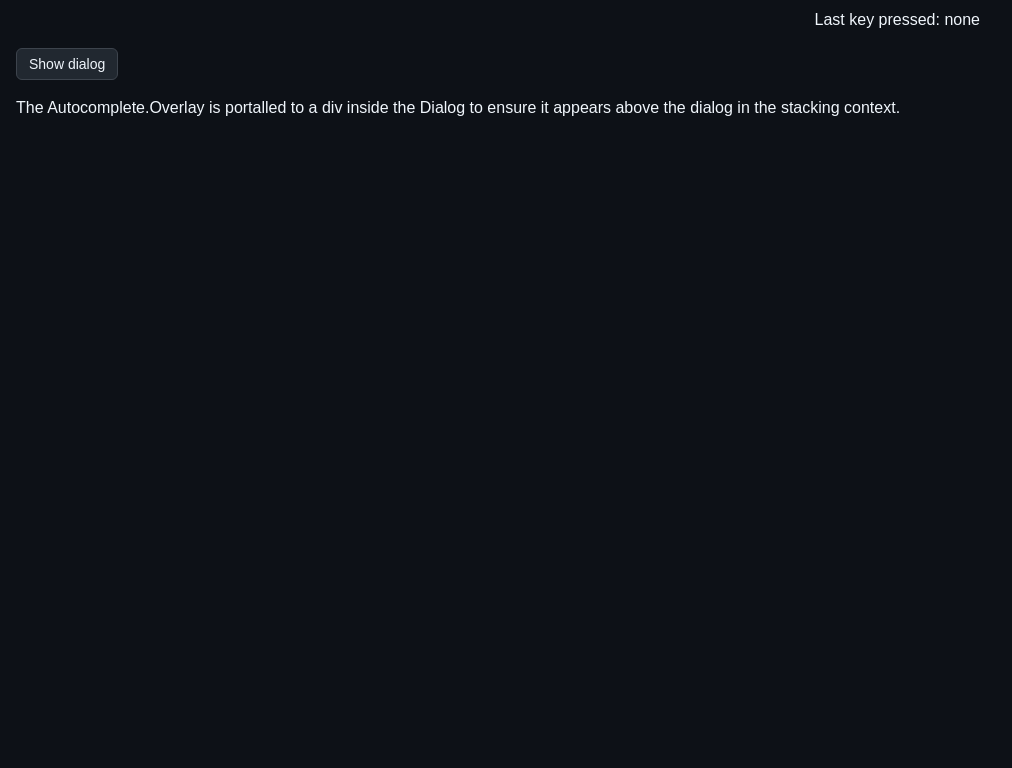 Last key pressed: none
Show dialog
The Autocomplete.Overlay is portalled to a div inside the Dialog to ensure it appears above the dialog in the stacking context.